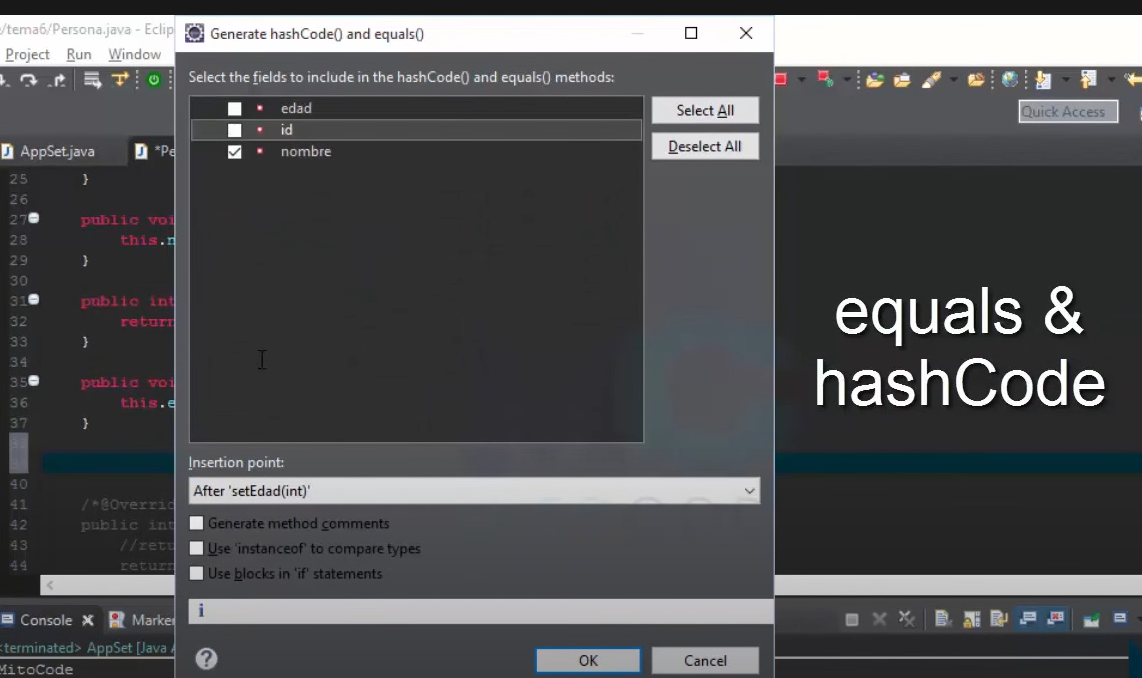 /tema6/Persona.java - Eclip
Generate hashCode() and equals()
Project Run Window
Select the fields to include in the hashCode() and equals() methods:
edad
id
nombre
Select All
Deselect All
Quick Access
AppSet.java
*Pe
25 }
26
27 public voi
28 this.n
29 }
30
31 public int
32 return
33 }
34
35 public voi
36 this.e
37 }
40
41 /*@Overrid
42 public int
43 //retu
44 return
equals &
hashCode
Insertion point:
After 'setEdad(int)'
Generate method comments
Use 'instanceof' to compare types
Use blocks in 'if' statements
i
Console
Marker
<terminated> AppSet [Java
MitoCode
?
OK
Cancel